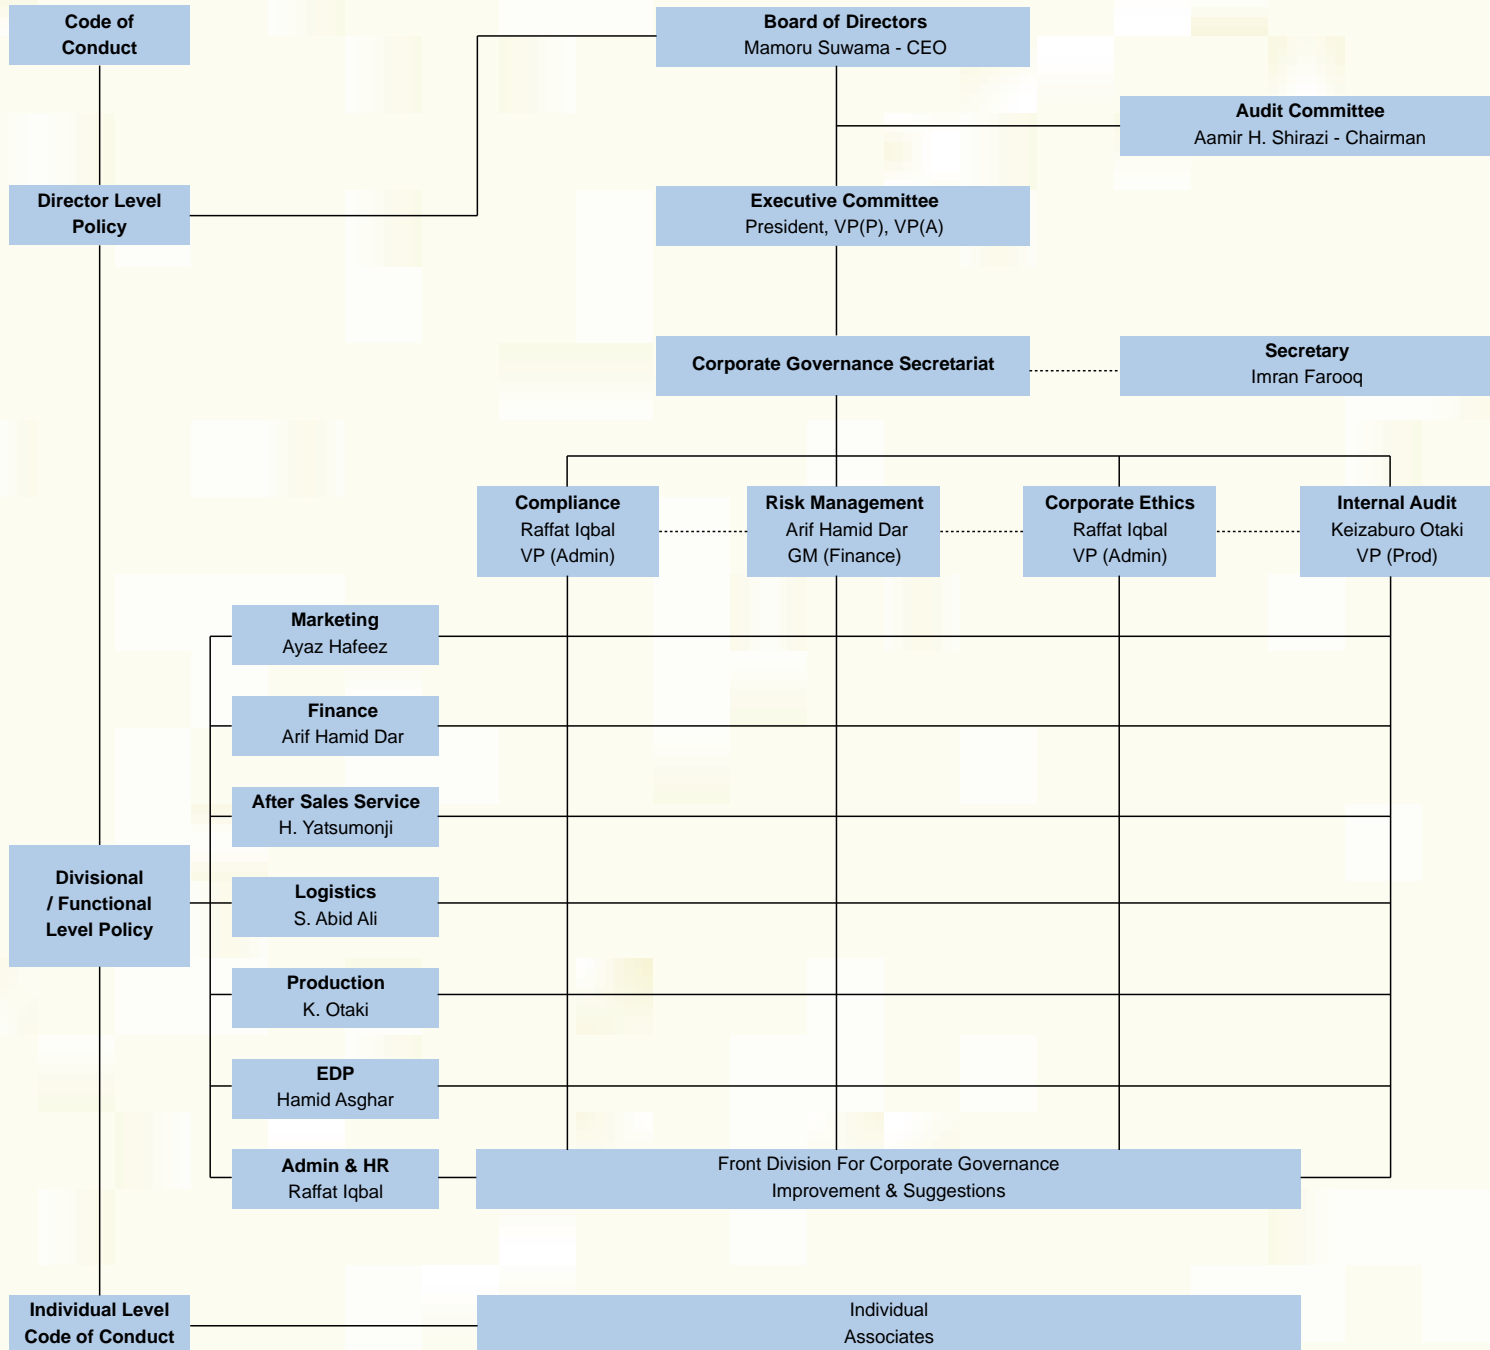 Code of
Conduct
Board of Directors
Mamoru Suwama - CEO
Audit Committee
Aamir H. Shirazi - Chairman
Director Level
Policy
Executive Committee
President, VP(P), VP(A)
Corporate Governance Secretariat
Secretary
Imran Farooq
Compliance
Raffat Iqbal
VP (Admin)
Risk Management
Arif Hamid Dar
GM (Finance)
Corporate Ethics
Raffat Iqbal
VP (Admin)
Internal Audit
Keizaburo Otaki
VP (Prod)
Marketing
Ayaz Hafeez
Finance
Arif Hamid Dar
After Sales Service
H. Yatsumonji
Divisional
/ Functional
Level Policy
Logistics
S. Abid Ali
Production
K. Otaki
EDP
Hamid Asghar
Admin & HR
Raffat Iqbal
Front Division For Corporate Governance
Improvement & Suggestions
Individual Level
Code of Conduct
Individual
Associates